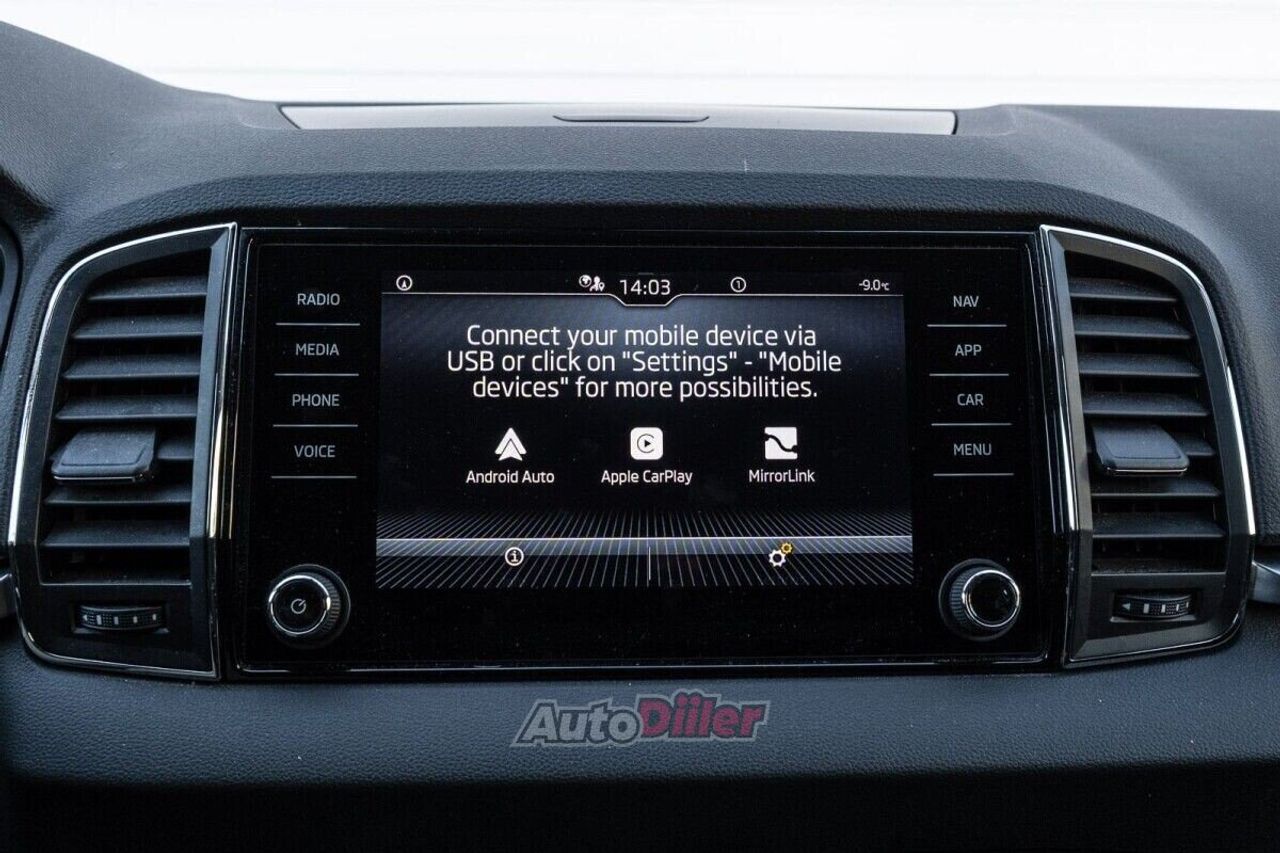 14:03
1
-9.0°C
RADIO
MEDIA
PHONE
VOICE
Connect your mobile device via
USB or click on "Settings" - "Mobile
devices" for more possibilities.
Android Auto
Apple CarPlay
MirrorLink
NAV
APP
CAR
MENU
AutoDiiler